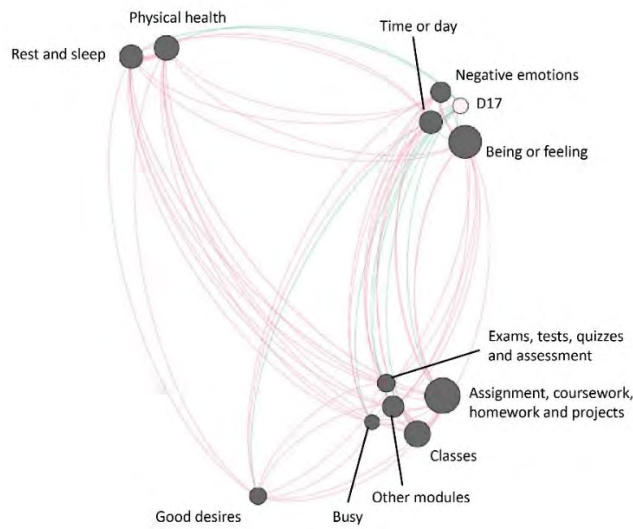 Physical health
Rest and sleep
Time or day
Negative emotions
D17
Being or feeling
Exams, tests, quizzes
and assessment
Assignment, coursework,
homework and projects
Classes
Other modules
Busy
Good desires